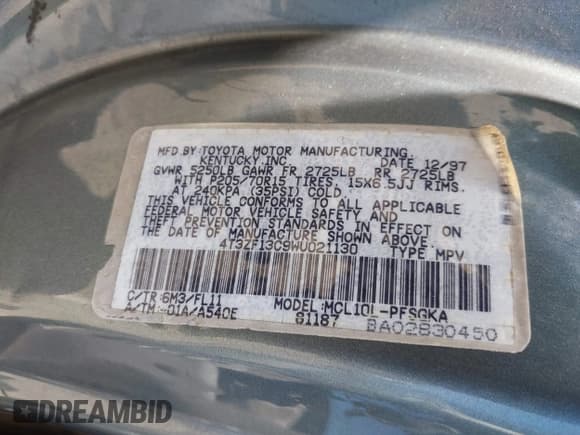 MFD BY TOYOTA MOTOR MANUFACTURING
KENTUCKY.INC. DATE 12/97
GVWR 5250LB GAWR FR 2725LB RR 2725LB
WITH P205/70R15 TIRES, 15X6.5JJ RIMS.
AT 240KPA (35PSI) COLD
THIS VEHICLE CONFORMS TO ALL APPLICABLE
FEDERAL MOTOR VEHICLE SAFETY AND
THEFT PREVENTION STANDARDS IN EFFECT ON
THE DATE OF MANUFACTURE SHOWN ABOVE.
4T3ZF13C9WU021130 TYPE MPV
C/TR:6M3/FL11 MODEL:MCL10L-PFSGKA
A/TM:-01A/A540E 81187 BA02830450
DREAMBID